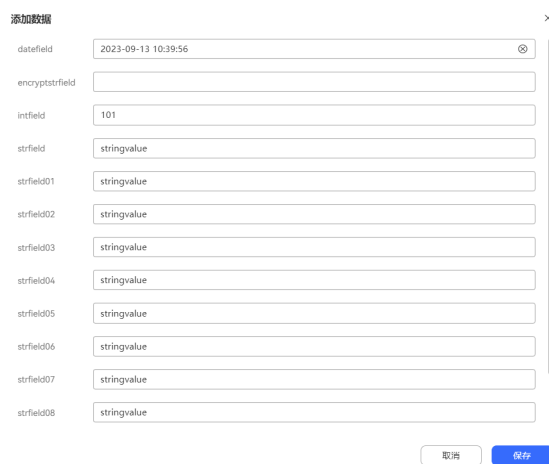 添加数据
datefield 2023-09-13 10:39:56
encryptstrfield
intfield 101
strfield stringvalue
strfield01 stringvalue
strfield02 stringvalue
strfield03 stringvalue
strfield04 stringvalue
strfield05 stringvalue
strfield06 stringvalue
strfield07 stringvalue
strfield08 stringvalue
取消 保存